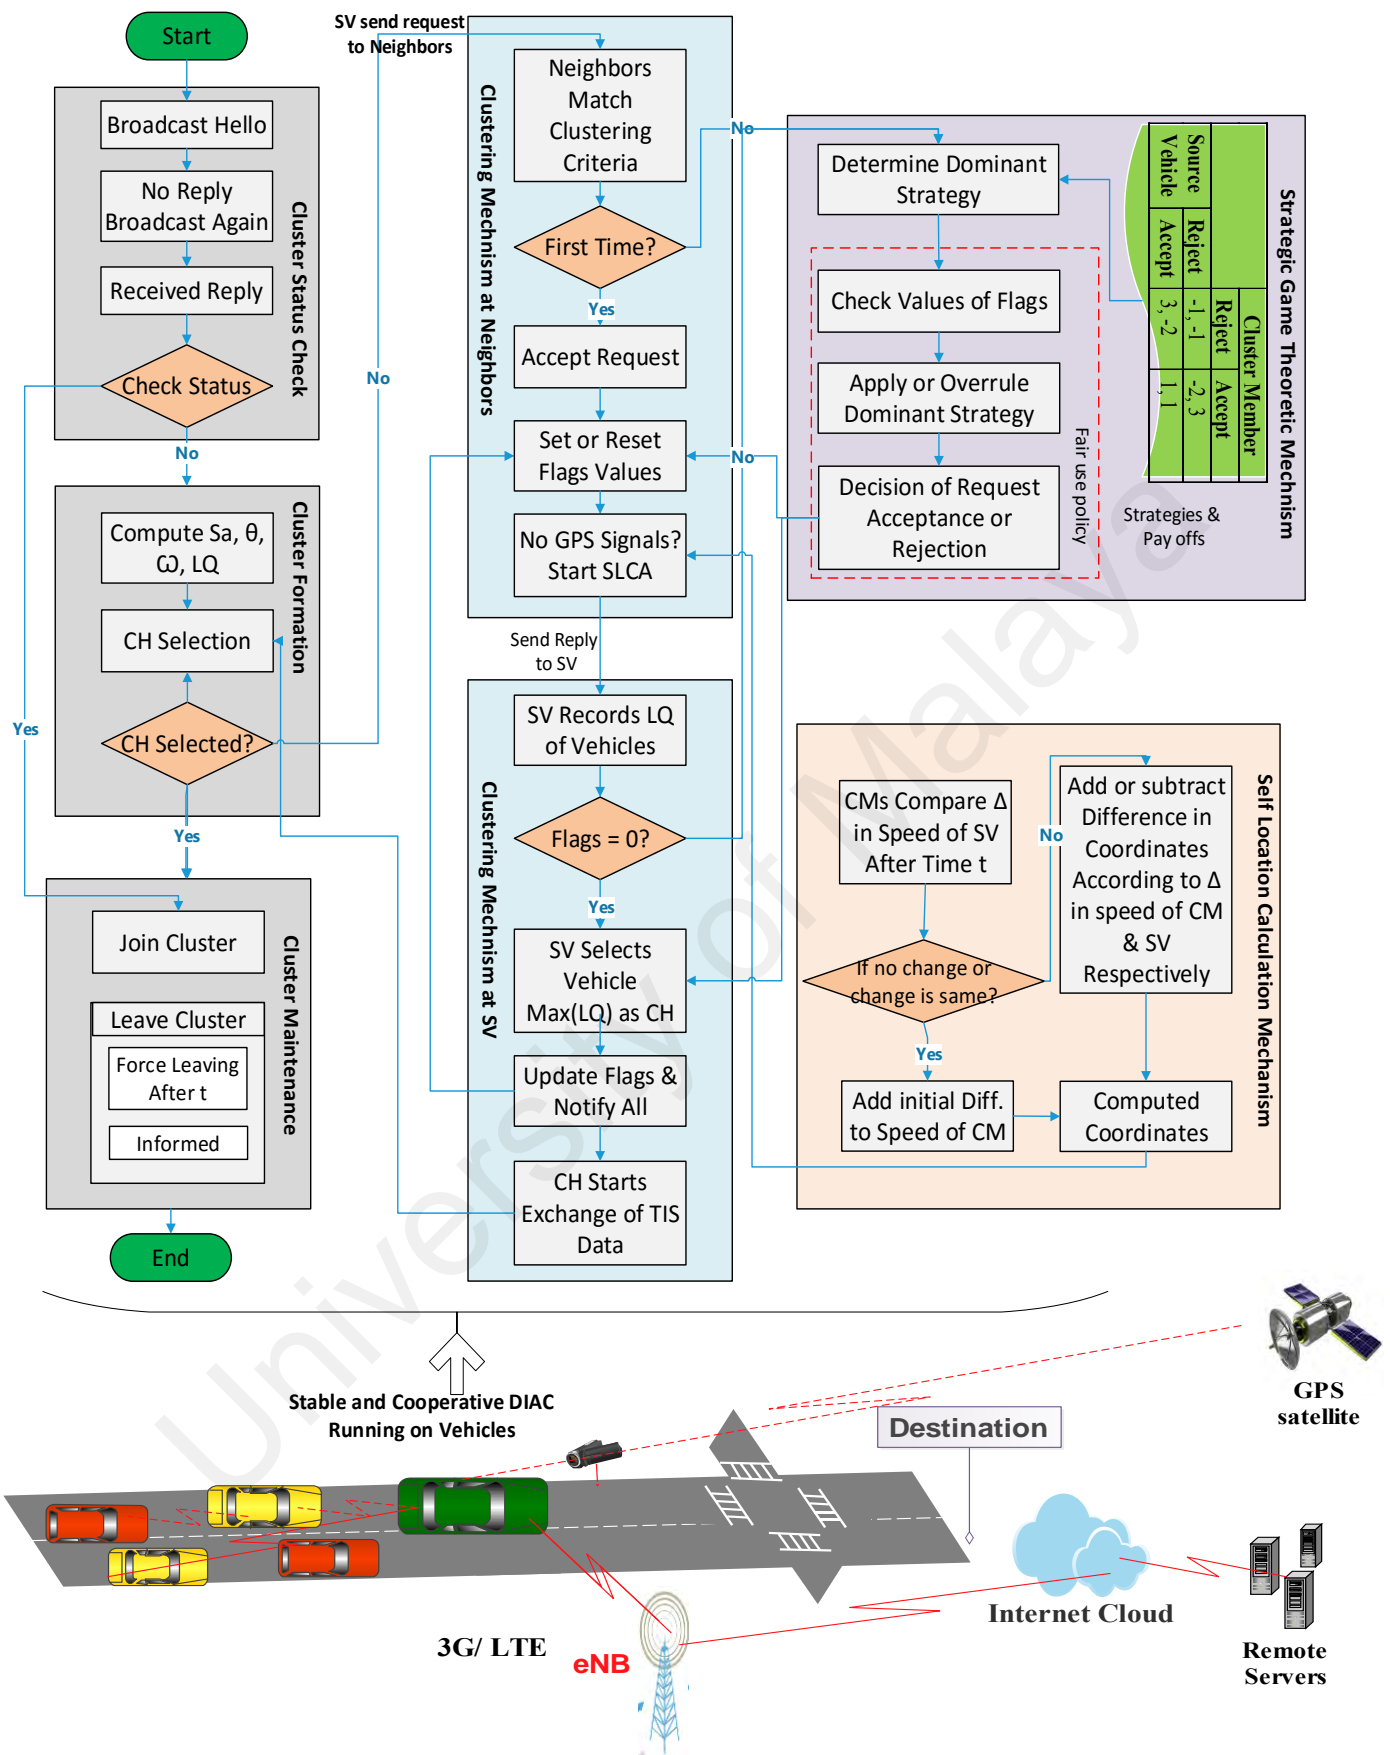 Start
Broadcast Hello
No Reply
Broadcast Again
Received Reply
Check Status
Cluster Status Check
No
Yes
Compute Sa, θ,
ω, LQ
CH Selection
CH Selected?
Cluster Formation
Yes
No
Join Cluster
Leave Cluster
Force Leaving
After t
Informed
Cluster Maintenance
End
SV send request
to Neighbors
Neighbors
Match
Clustering
Criteria
First Time?
No
Yes
Accept Request
Set or Reset
Flags Values
No GPS Signals?
Start SLCA
Clustering Mechnism at Neighbors
Send Reply
to SV
SV Records LQ
of Vehicles
Flags = 0?
No
Yes
SV Selects
Vehicle
Max(LQ) as CH
Update Flags &
Notify All
CH Starts
Exchange of TIS
Data
Clustering Mechnism at SV
Determine Dominant
Strategy
Check Values of Flags
Apply or Overrule
Dominant Strategy
Decision of Request
Acceptance or
Rejection
Fair use policy
Cluster Member
Reject Accept
Source
Vehicle
Reject -1, -1 -2, 3
Accept 3, -2 1, 1
Strategies &
Pay offs
Strategic Game Theoretic Mechnism
CMs Compare Δ
in Speed of SV
After Time t
If no change or
change is same?
No
Yes
Add or subtract
Difference in
Coordinates
According to Δ
in speed of CM
& SV
Respectively
Add initial Diff.
to Speed of CM
Computed
Coordinates
Self Location Calculation Mechanism
Stable and Cooperative DIAC
Running on Vehicles
GPS
satellite
Destination
Internet Cloud
3G/ LTE
eNB
Remote
Servers
University of Malaya